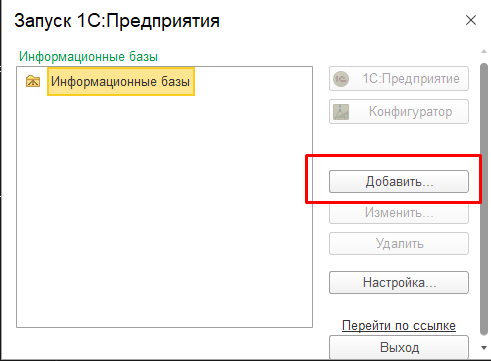 Запуск 1С:Предприятия
Информационные базы
Информационные базы
1С:Предприятие
Конфигуратор
Добавить...
Изменить...
Удалить
Настройка...
Перейти по ссылке
Выход